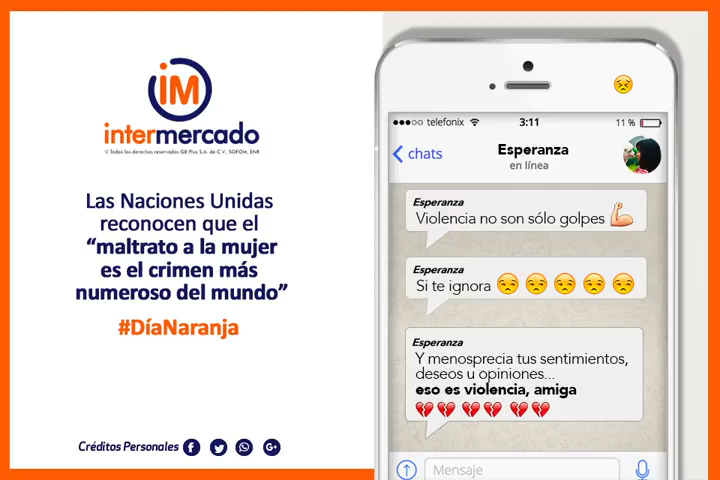 iM
intermercado
© Todos los derechos reservados GB Plus S.A. de C.V., SOFOM, ENR
Las Naciones Unidas
reconocen que el
“maltrato a la mujer
es el crimen más
numeroso del mundo”
#DíaNaranja
Créditos Personales
telefonix
3:11
11 %
chats
Esperanza
en línea
Esperanza
Violencia no son sólo golpes 💪
Esperanza
Si te ignora 😒 😒 😒 😒 😒
Esperanza
Y menosprecia tus sentimientos,
deseos u opiniones...
eso es violencia, amiga
💔 💔 💔 💔 💔 💔
Mensaje